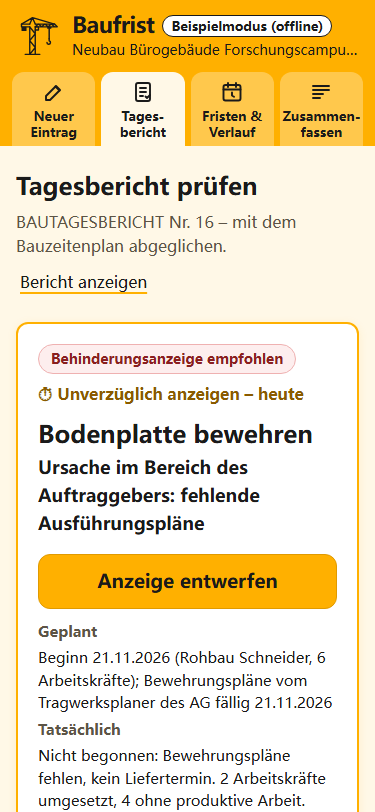 Baufrist Beispielmodus (offline)
Neubau Bürogebäude Forschungscampu...
Neuer
Eintrag
Tages-
bericht
Fristen &
Verlauf
Zusammen-
fassen
Tagesbericht prüfen
BAUTAGESBERICHT Nr. 16 – mit dem
Bauzeitenplan abgeglichen.
Bericht anzeigen
Behinderungsanzeige empfohlen
⏱ Unverzüglich anzeigen – heute
Bodenplatte bewehren
Ursache im Bereich des
Auftraggebers: fehlende
Ausführungspläne
Anzeige entwerfen
Geplant
Beginn 21.11.2026 (Rohbau Schneider, 6
Arbeitskräfte); Bewehrungspläne vom
Tragwerksplaner des AG fällig 21.11.2026
Tatsächlich
Nicht begonnen: Bewehrungspläne
fehlen, kein Liefertermin. 2 Arbeitskräfte
umgesetzt, 4 ohne produktive Arbeit.